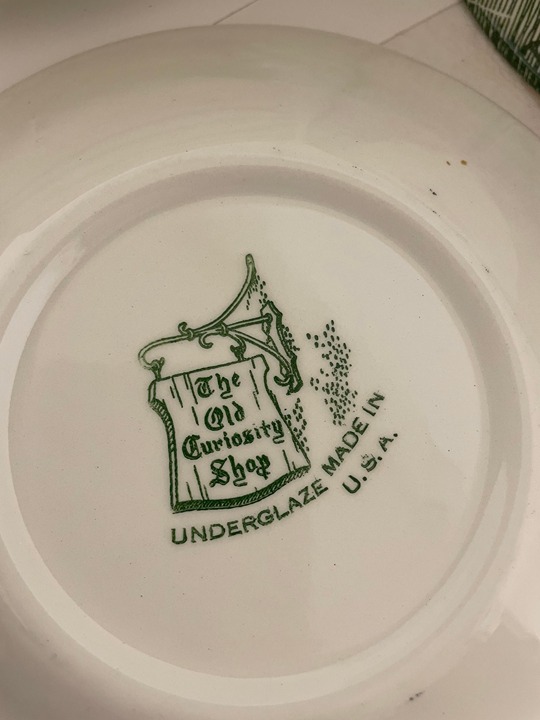 The
Old
Curiosity
Shop
UNDERGLAZE MADE IN
U.S.A.